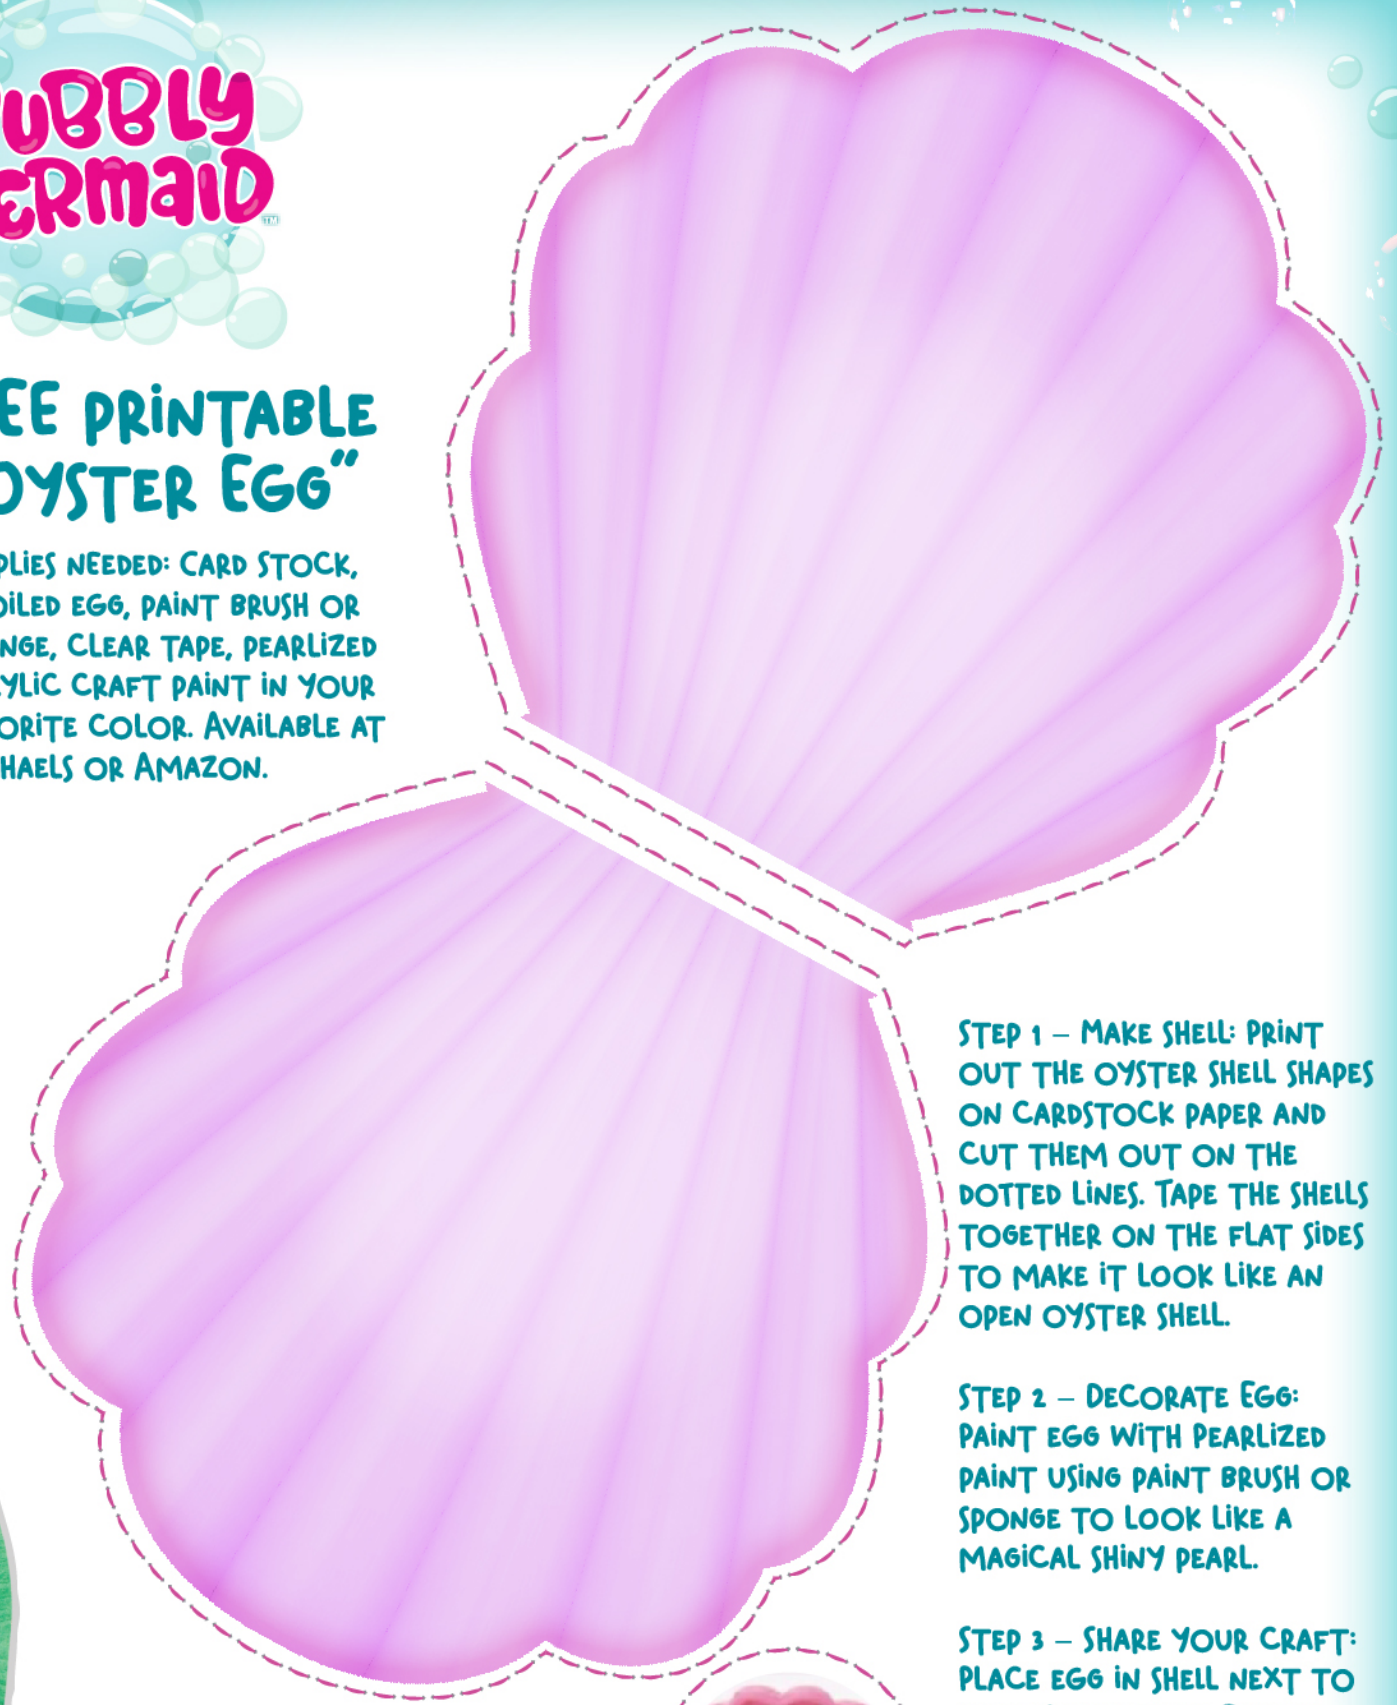 UBBLY
ERMAID
TM
EE PRINTABLE
OYSTER EGG"
PLIES NEEDED: CARD STOCK,
OILED EGG, PAINT BRUSH OR
NGE, CLEAR TAPE, PEARLIZED
YLIC CRAFT PAINT IN YOUR
ORITE COLOR. AVAILABLE AT
HAELS OR AMAZON.
STEP 1 – MAKE SHELL: PRINT
OUT THE OYSTER SHELL SHAPES
ON CARDSTOCK PAPER AND
CUT THEM OUT ON THE
DOTTED LINES. TAPE THE SHELLS
TOGETHER ON THE FLAT SIDES
TO MAKE IT LOOK LIKE AN
OPEN OYSTER SHELL.
STEP 2 – DECORATE EGG:
PAINT EGG WITH PEARLIZED
PAINT USING PAINT BRUSH OR
SPONGE TO LOOK LIKE A
MAGICAL SHINY PEARL.
STEP 3 – SHARE YOUR CRAFT:
PLACE EGG IN SHELL NEXT TO